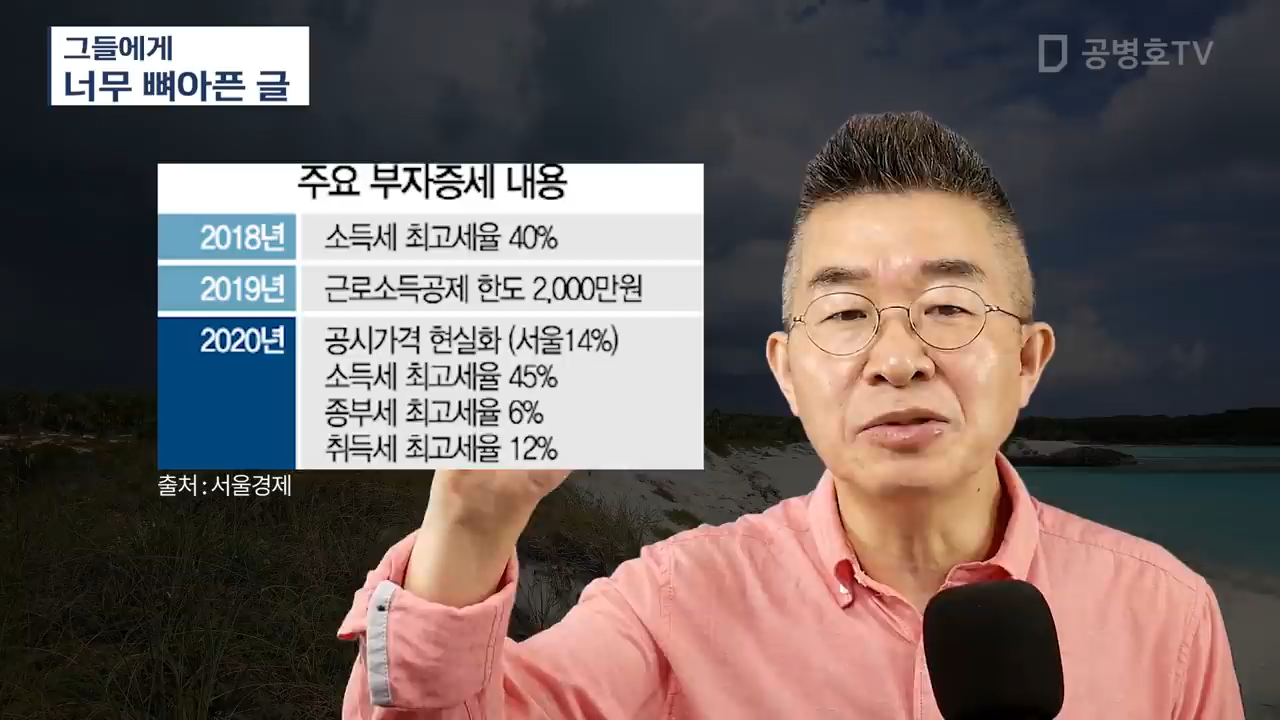 그들에게
너무 뼈아픈 글
공병호TV
주요 부자증세 내용
2018년 소득세 최고세율 40%
2019년 근로소득공제 한도 2,000만원
2020년 공시가격 현실화 (서울14%)
소득세 최고세율 45%
종부세 최고세율 6%
취득세 최고세율 12%
출처 : 서울경제